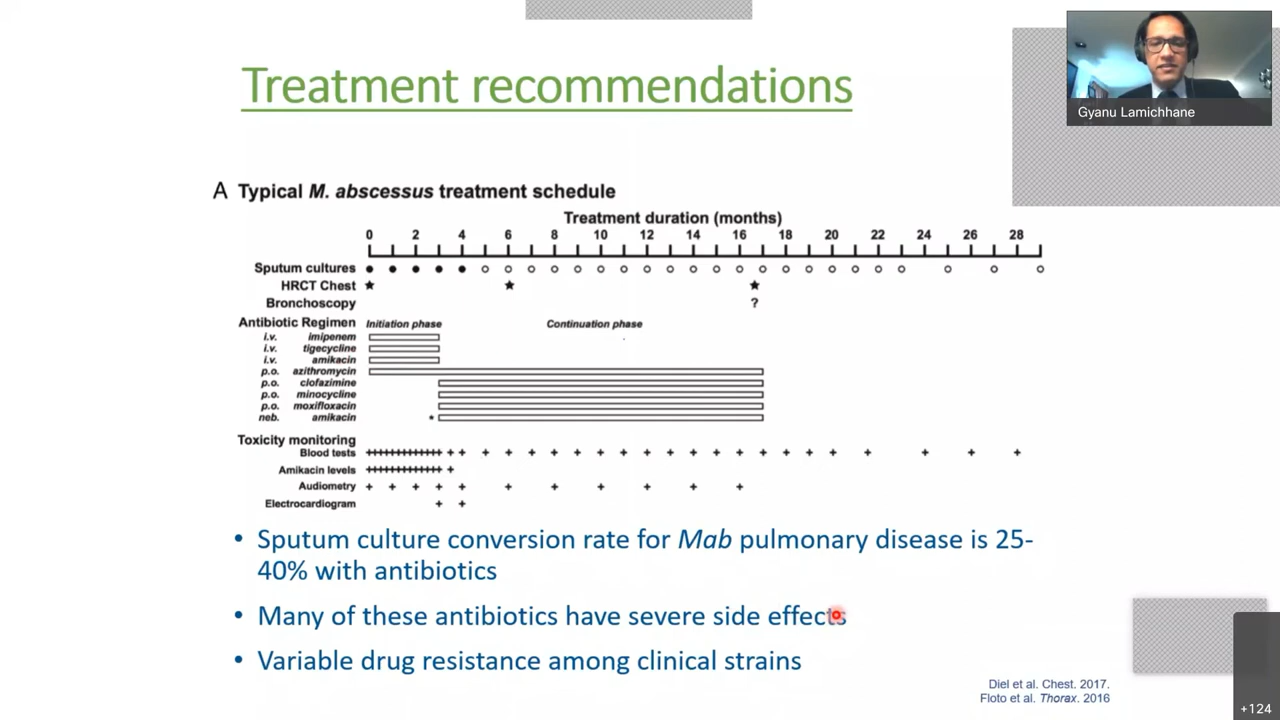 Gyanu Lamichhane
Treatment recommendations
A Typical M. abscessus treatment schedule
Treatment duration (months)
0 2 4 6 8 10 12 14 16 18 20 22 24 26 28
Sputum cultures
HRCT Chest
Bronchoscopy ?
Antibiotic Regimen Initiation phase Continuation phase
i.v. imipenem
i.v. tigecycline
i.v. amikacin
p.o. azithromycin
p.o. clofazimine
p.o. minocycline
p.o. moxifloxacin
neb. amikacin *
Toxicity monitoring
Blood tests
Amikacin levels
Audiometry
Electrocardiogram
• Sputum culture conversion rate for Mab pulmonary disease is 25-
40% with antibiotics
• Many of these antibiotics have severe side effects
• Variable drug resistance among clinical strains
Diel et al. Chest. 2017.
Floto et al. Thorax. 2016
+124